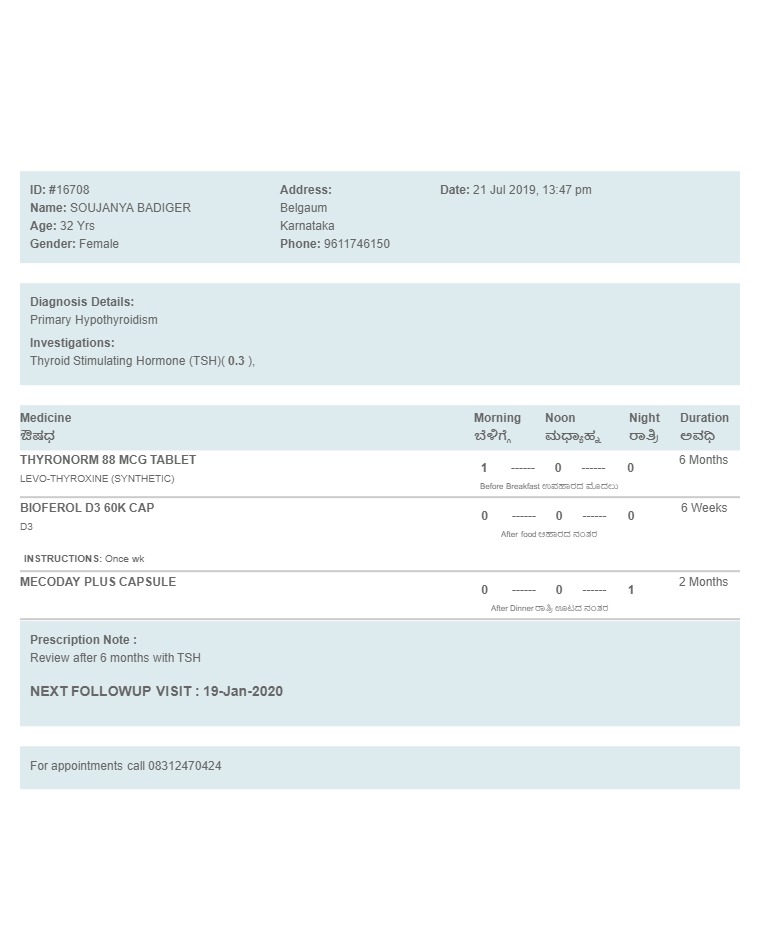 ID: #16708
Name: SOUJANYA BADIGER
Age: 32 Yrs
Gender: Female
Address:
Belgaum
Karnataka
Phone: 9611746150
Date: 21 Jul 2019, 13:47 pm
Diagnosis Details:
Primary Hypothyroidism
Investigations:
Thyroid Stimulating Hormone (TSH)( 0.3 ),
Medicine Morning Noon Night Duration
ಔಷಧ ಬೆಳಿಗ್ಗೆ ಮಧ್ಯಾಹ್ನ ರಾತ್ರಿ ಅವಧಿ
THYRONORM 88 MCG TABLET 1 ------ 0 ------ 0 6 Months
LEVO-THYROXINE (SYNTHETIC)
Before Breakfast ಉಪಹಾರದ ಮೊದಲು
BIOFEROL D3 60K CAP 0 ------ 0 ------ 0 6 Weeks
D3
After food ಆಹಾರದ ನಂತರ
INSTRUCTIONS: Once wk
MECODAY PLUS CAPSULE 0 ------ 0 ------ 1 2 Months
After Dinner ರಾತ್ರಿ ಊಟದ ನಂತರ
Prescription Note :
Review after 6 months with TSH
NEXT FOLLOWUP VISIT : 19-Jan-2020
For appointments call 08312470424